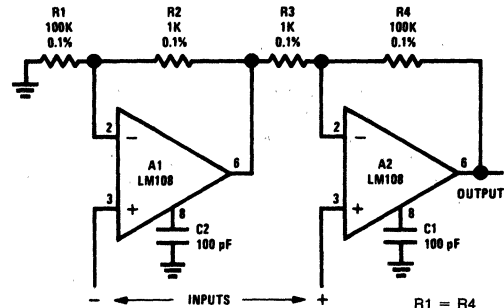 R1 R2 R3 R4
100K 1K 1K 100K
0.1% 0.1% 0.1% 0.1%
2 − 2 −
A1 6 A2 6
LM108 LM108
OUTPUT
3 + 8 3 + 8
C2 C1
100 pF 100 pF
− INPUTS +
R1 = R4